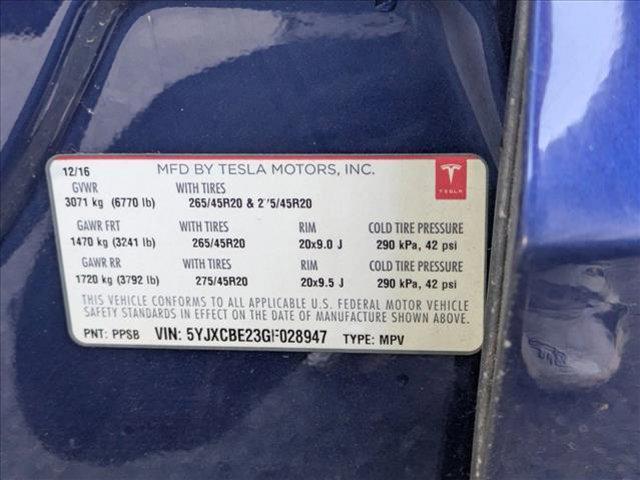 12/16 MFD BY TESLA MOTORS, INC.
GVWR WITH TIRES
3071 kg (6770 lb) 265/45R20 & 275/45R20
TESLA
GAWR FRT WITH TIRES RIM COLD TIRE PRESSURE
1470 kg (3241 lb) 265/45R20 20x9.0 J 290 kPa, 42 psi
GAWR RR WITH TIRES RIM COLD TIRE PRESSURE
1720 kg (3792 lb) 275/45R20 20x9.5 J 290 kPa, 42 psi
THIS VEHICLE CONFORMS TO ALL APPLICABLE U.S. FEDERAL MOTOR VEHICLE
SAFETY STANDARDS IN EFFECT ON THE DATE OF MANUFACTURE SHOWN ABOVE.
PNT: PPSB VIN: 5YJXCBE23GF028947 TYPE: MPV